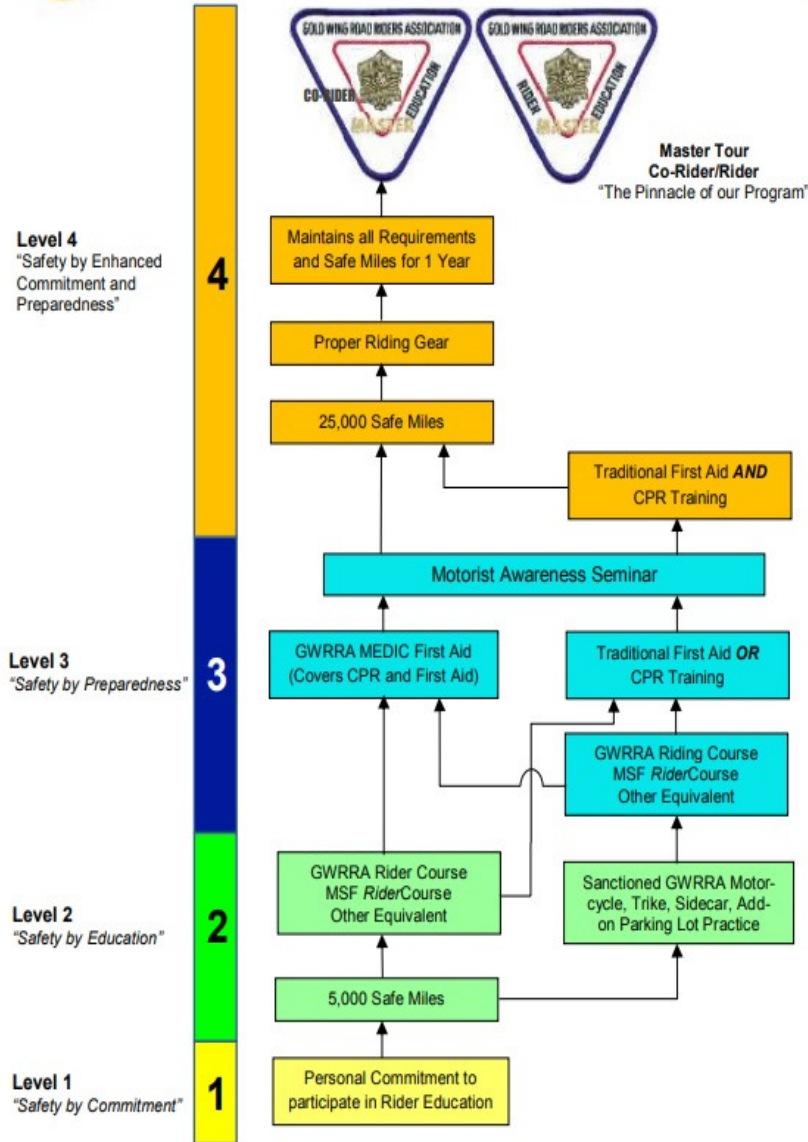 GOLD WING ROAD RIDERS ASSOCIATION
CO-RIDER
EDUCATION
MASTER
GOLD WING ROAD RIDERS ASSOCIATION
RIDER
EDUCATION
MASTER
Master Tour
Co-Rider/Rider
“The Pinnacle of our Program”
Level 4
“Safety by Enhanced
Commitment and
Preparedness”
4
Maintains all Requirements
and Safe Miles for 1 Year
Proper Riding Gear
25,000 Safe Miles
Traditional First Aid AND
CPR Training
Motorist Awareness Seminar
Level 3
“Safety by Preparedness”
3
GWRRA MEDIC First Aid
(Covers CPR and First Aid)
Traditional First Aid OR
CPR Training
GWRRA Riding Course
MSF RiderCourse
Other Equivalent
Level 2
“Safety by Education”
2
GWRRA Rider Course
MSF RiderCourse
Other Equivalent
Sanctioned GWRRA Motor-
cycle, Trike, Sidecar, Add-
on Parking Lot Practice
5,000 Safe Miles
Level 1
“Safety by Commitment”
1
Personal Commitment to
participate in Rider Education